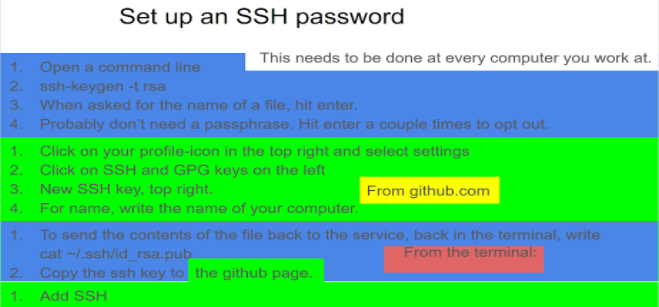 Set up an SSH password
This needs to be done at every computer you work at.
1. Open a command line
2. ssh-keygen -t rsa
3. When asked for the name of a file, hit enter.
4. Probably don't need a passphrase. Hit enter a couple times to opt out.
1. Click on your profile-icon in the top right and select settings
2. Click on SSH and GPG keys on the left
3. New SSH key, top right.
From github.com
4. For name, write the name of your computer.
1. To send the contents of the file back to the service, back in the terminal, write
cat ~/.ssh/id_rsa.pub
From the terminal:
2. Copy the ssh key to the github page.
1. Add SSH